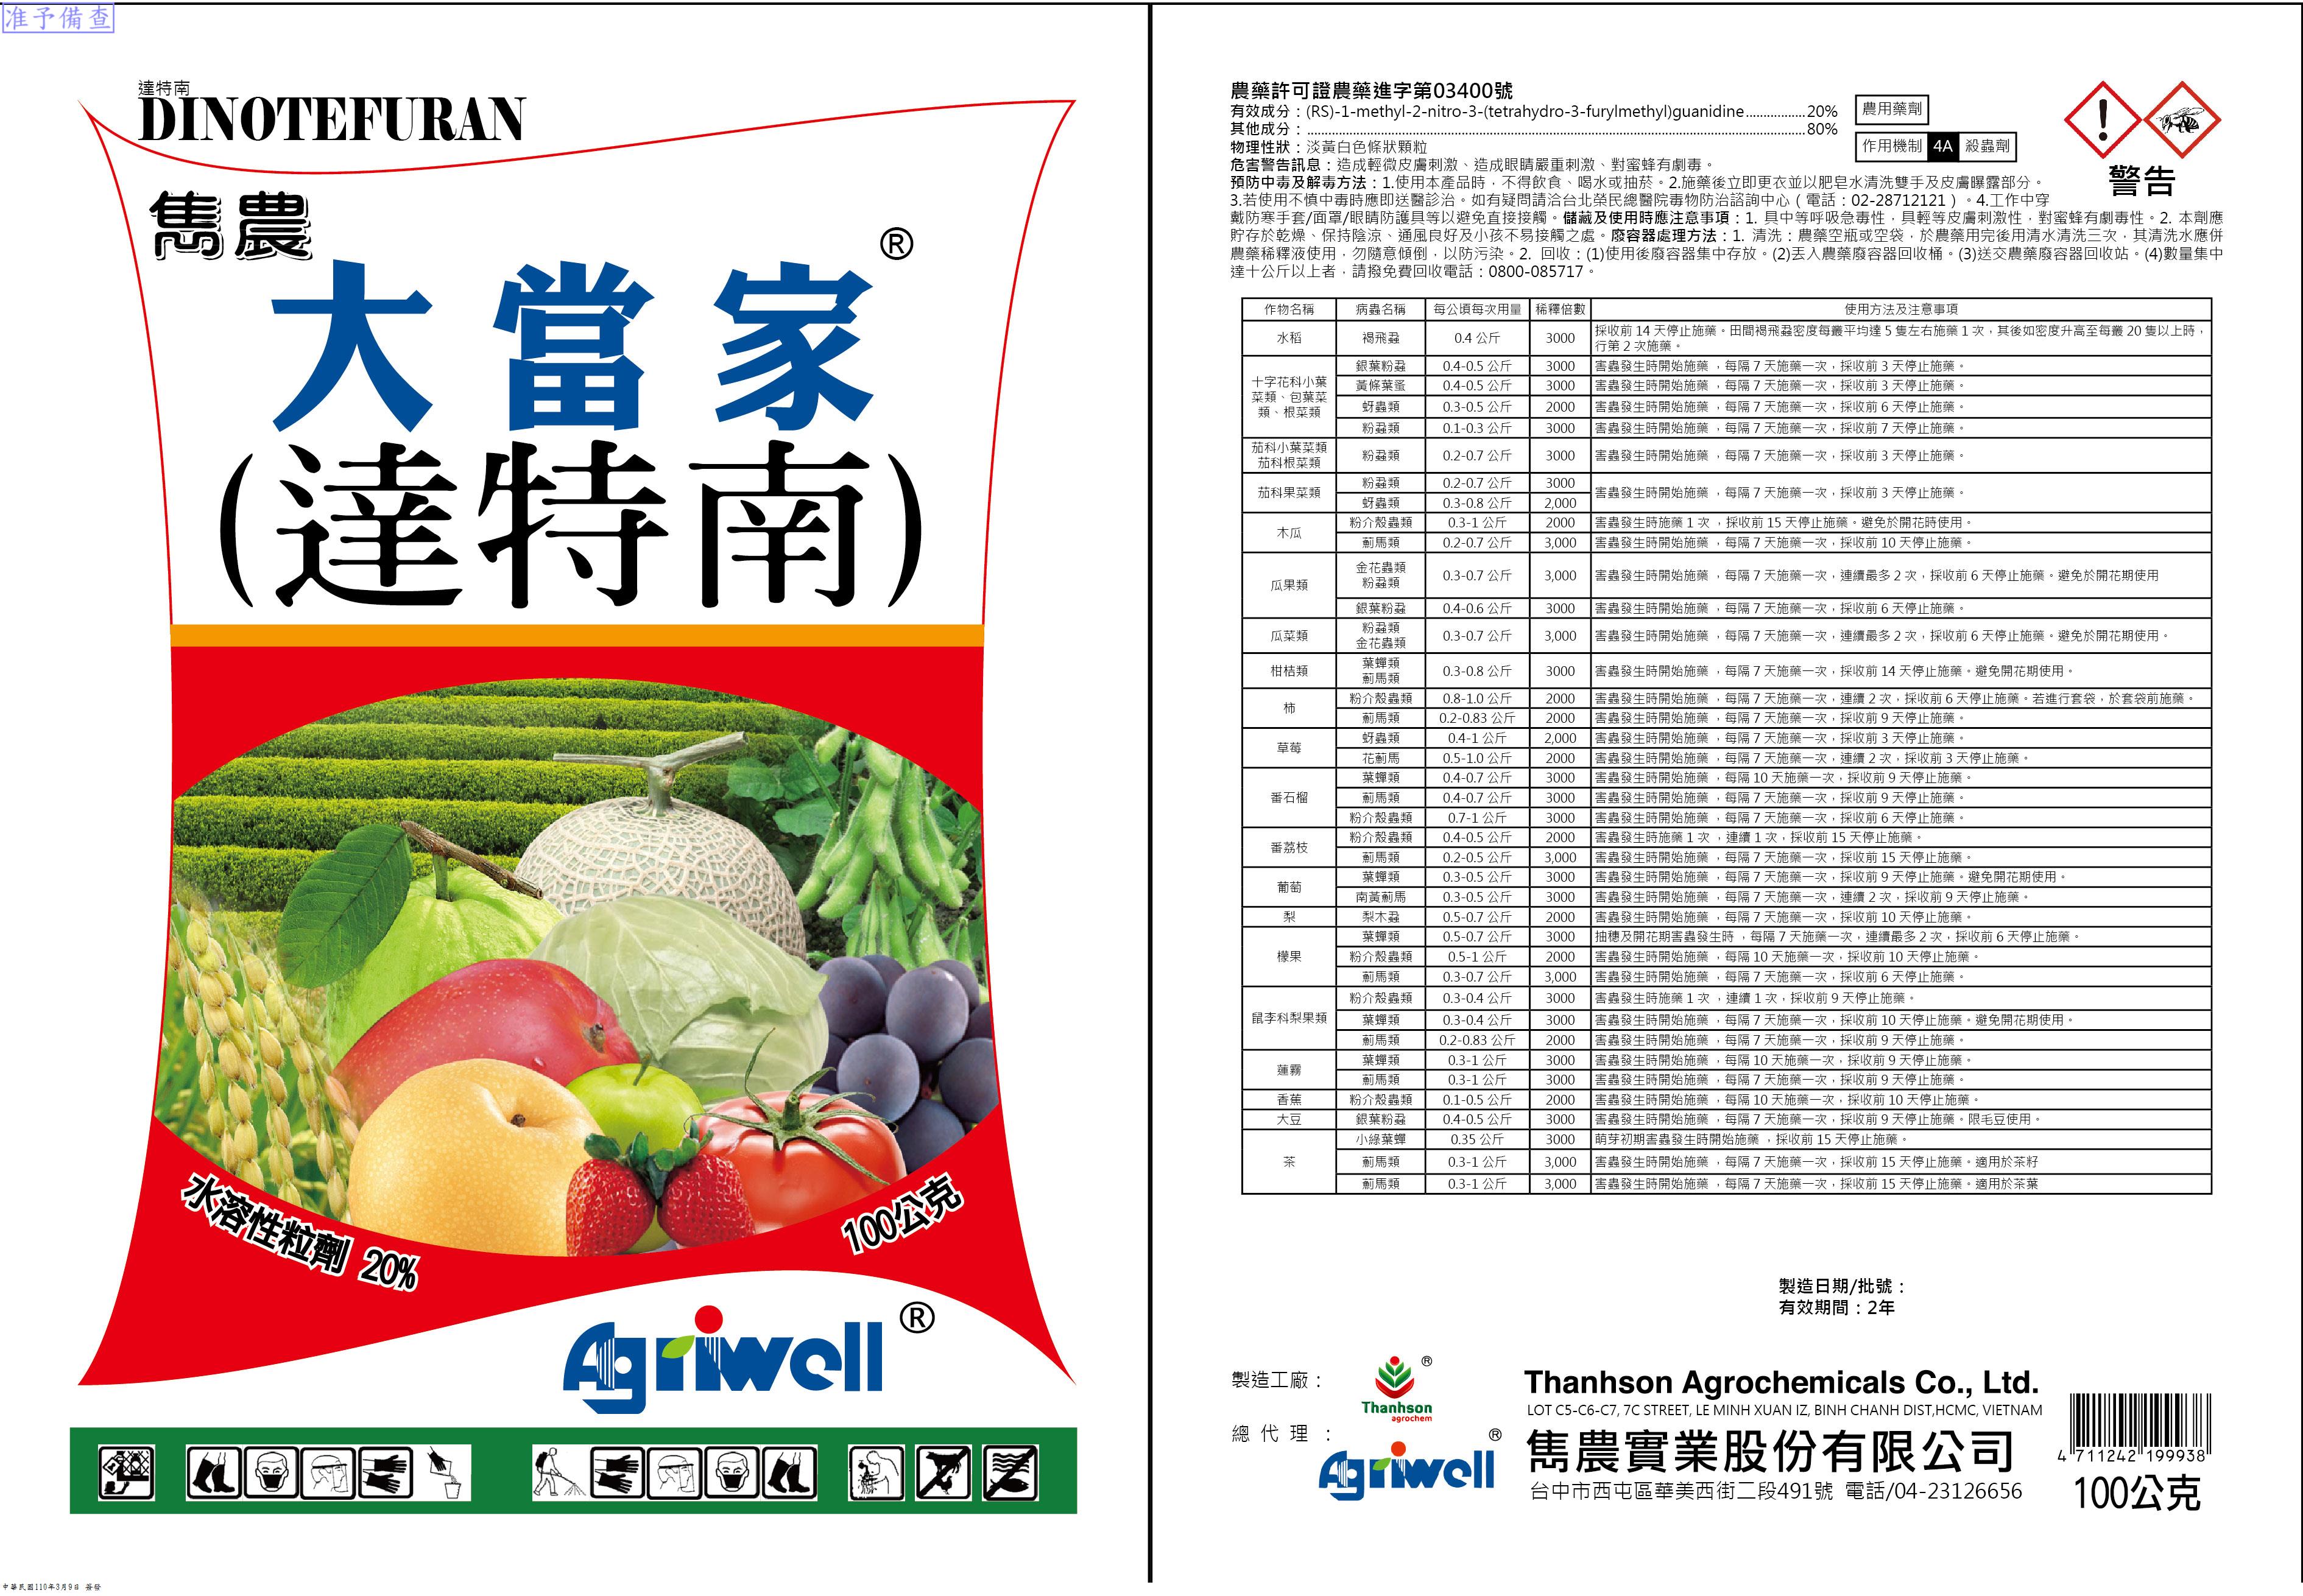 准予備查
達特南
DINOTEFURAN
雋農
大當家®
(達特南)
水溶性粒劑 20%
100公克
Agriwell®
農藥許可證農藥進字第03400號
有效成分：(RS)-1-methyl-2-nitro-3-(tetrahydro-3-furylmethyl)guanidine.................20%
其他成分：.................80%
物理性狀：淡黃白色條狀顆粒
農用藥劑
作用機制 4A 殺蟲劑
警告
危害警告訊息：造成輕微皮膚刺激、造成眼睛嚴重刺激、對蜜蜂有劇毒。
預防中毒及解毒方法：1.使用本產品時，不得飲食、喝水或抽菸。2.施藥後立即更衣並以肥皂水清洗雙手及皮膚曝露部分。
3.若使用不慎中毒時應即送醫診治。如有疑問請洽台北榮民總醫院毒物防治諮詢中心（電話：02-28712121）。4.工作中穿
戴防寒手套/面罩/眼睛防護具等以避免直接接觸。儲藏及使用時應注意事項：1. 具中等呼吸急毒性，具輕等皮膚刺激性，對蜜蜂有劇毒性。2. 本劑應
貯存於乾燥、保持陰涼、通風良好及小孩不易接觸之處。廢容器處理方法：1. 清洗：農藥空瓶或空袋，於農藥用完後用清水清洗三次，其清洗水應併
農藥稀釋液使用，勿隨意傾倒，以防污染。2. 回收：(1)使用後廢容器集中存放。(2)丟入農藥廢容器回收桶。(3)送交農藥廢容器回收站。(4)數量集中
達十公斤以上者，請撥免費回收電話：0800-085717。
作物名稱 病蟲名稱 每公頃每次用量 稀釋倍數 使用方法及注意事項
水稻 褐飛蝨 0.4 公斤 3000 採收前 14 天停止施藥。田間褐飛蝨密度每叢平均達 5 隻左右施藥 1 次，其後如密度升高至每叢 20 隻以上時，
行第 2 次施藥。
十字花科小葉菜類、包葉菜類、根菜類 銀葉粉蝨 0.4-0.5 公斤 3000 害蟲發生時開始施藥，每隔 7 天施藥一次，採收前 3 天停止施藥。
黃條葉蚤 0.4-0.5 公斤 3000 害蟲發生時開始施藥，每隔 7 天施藥一次，採收前 3 天停止施藥。
蚜蟲類 0.3-0.5 公斤 2000 害蟲發生時開始施藥，每隔 7 天施藥一次，採收前 6 天停止施藥。
粉蝨類 0.1-0.3 公斤 3000 害蟲發生時開始施藥，每隔 7 天施藥一次，採收前 7 天停止施藥。
茄科小葉菜類 茄科根菜類 粉蝨類 0.2-0.7 公斤 3000 害蟲發生時開始施藥，每隔 7 天施藥一次，採收前 3 天停止施藥。
茄科果菜類 粉蝨類 0.2-0.7 公斤 3000 害蟲發生時開始施藥，每隔 7 天施藥一次，採收前 3 天停止施藥。
蚜蟲類 0.3-0.8 公斤 2,000
木瓜 粉介殼蟲類 0.3-1 公斤 2000 害蟲發生時施藥 1 次，採收前 15 天停止施藥。避免於開花時使用。
薊馬類 0.2-0.7 公斤 3,000 害蟲發生時開始施藥，每隔 7 天施藥一次，採收前 10 天停止施藥。
瓜果類 金花蟲類 粉蝨類 0.3-0.7 公斤 3,000 害蟲發生時開始施藥，每隔 7 天施藥一次，連續最多 2 次，採收前 6 天停止施藥。避免於開花期使用
銀葉粉蝨 0.4-0.6 公斤 3000 害蟲發生時開始施藥，每隔 7 天施藥一次，採收前 6 天停止施藥。
瓜菜類 粉蝨類 金花蟲類 0.3-0.7 公斤 3,000 害蟲發生時開始施藥，每隔 7 天施藥一次，連續最多 2 次，採收前 6 天停止施藥。避免於開花期使用。
柑桔類 葉蟬類 薊馬類 0.3-0.8 公斤 3000 害蟲發生時開始施藥，每隔 7 天施藥一次，採收前 14 天停止施藥。避免開花期使用。
柿 粉介殼蟲類 0.8-1.0 公斤 2000 害蟲發生時開始施藥，每隔 7 天施藥一次，連續 2 次，採收前 6 天停止施藥。若進行套袋，於套袋前施藥。
薊馬類 0.2-0.83 公斤 2000 害蟲發生時開始施藥，每隔 7 天施藥一次，採收前 9 天停止施藥。
草莓 蚜蟲類 0.4-1 公斤 2,000 害蟲發生時開始施藥，每隔 7 天施藥一次，採收前 3 天停止施藥。
花薊馬 0.5-1.0 公斤 2000 害蟲發生時開始施藥，每隔 7 天施藥一次，連續 2 次，採收前 3 天停止施藥。
番石榴 葉蟬類 0.4-0.7 公斤 3000 害蟲發生時開始施藥，每隔 10 天施藥一次，採收前 9 天停止施藥。
薊馬類 0.4-0.7 公斤 3000 害蟲發生時開始施藥，每隔 7 天施藥一次，採收前 9 天停止施藥。
粉介殼蟲類 0.7-1 公斤 3000 害蟲發生時開始施藥，每隔 7 天施藥一次，採收前 6 天停止施藥。
番荔枝 粉介殼蟲類 0.4-0.5 公斤 2000 害蟲發生時施藥 1 次，連續 1 次，採收前 15 天停止施藥。
薊馬類 0.2-0.5 公斤 3,000 害蟲發生時開始施藥，每隔 7 天施藥一次，採收前 15 天停止施藥。
葡萄 葉蟬類 0.3-0.5 公斤 3000 害蟲發生時開始施藥，每隔 7 天施藥一次，採收前 9 天停止施藥。避免開花期使用。
南黃薊馬 0.3-0.5 公斤 3000 害蟲發生時開始施藥，每隔 7 天施藥一次，連續 2 次，採收前 9 天停止施藥。
梨 梨木蝨 0.5-0.7 公斤 2000 害蟲發生時開始施藥，每隔 7 天施藥一次，採收前 10 天停止施藥。
檬果 葉蟬類 0.5-0.7 公斤 3000 抽穗及開花期害蟲發生時，每隔 7 天施藥一次，連續最多 2 次，採收前 6 天停止施藥。
粉介殼蟲類 0.5-1 公斤 2000 害蟲發生時開始施藥，每隔 10 天施藥一次，採收前 10 天停止施藥。
薊馬類 0.3-0.7 公斤 3,000 害蟲發生時開始施藥，每隔 7 天施藥一次，採收前 6 天停止施藥。
鼠李科梨果類 粉介殼蟲類 0.3-0.4 公斤 3000 害蟲發生時施藥 1 次，連續 1 次，採收前 9 天停止施藥。
葉蟬類 0.3-0.4 公斤 3000 害蟲發生時開始施藥，每隔 7 天施藥一次，採收前 10 天停止施藥。避免開花期使用。
薊馬類 0.2-0.83 公斤 2000 害蟲發生時開始施藥，每隔 7 天施藥一次，採收前 9 天停止施藥。
蓮霧 葉蟬類 0.3-1 公斤 3000 害蟲發生時開始施藥，每隔 10 天施藥一次，採收前 9 天停止施藥。
薊馬類 0.3-1 公斤 3000 害蟲發生時開始施藥，每隔 7 天施藥一次，採收前 9 天停止施藥。
香蕉 粉介殼蟲類 0.1-0.5 公斤 2000 害蟲發生時開始施藥，每隔 10 天施藥一次，採收前 10 天停止施藥。
大豆 銀葉粉蝨 0.4-0.5 公斤 3000 害蟲發生時開始施藥，每隔 7 天施藥一次，採收前 9 天停止施藥。限毛豆使用。
茶 小綠葉蟬 0.35 公斤 3000 萌芽初期害蟲發生時開始施藥，採收前 15 天停止施藥。
薊馬類 0.3-1 公斤 3,000 害蟲發生時開始施藥，每隔 7 天施藥一次，採收前 15 天停止施藥。適用於茶籽
薊馬類 0.3-1 公斤 3,000 害蟲發生時開始施藥，每隔 7 天施藥一次，採收前 15 天停止施藥。適用於茶葉
製造日期/批號：
有效期間：2年
製造工廠：
Thanhson®
agrochem
Thanhson Agrochemicals Co., Ltd.
LOT C5-C6-C7, 7C STREET, LE MINH XUAN IZ, BINH CHANH DIST,HCMC, VIETNAM
總代理：
Agriwell®
雋農實業股份有限公司
台中市西屯區華美西街二段491號 電話/04-23126656
4 711242 199938
100公克
中華民國110年3月9日 簽發